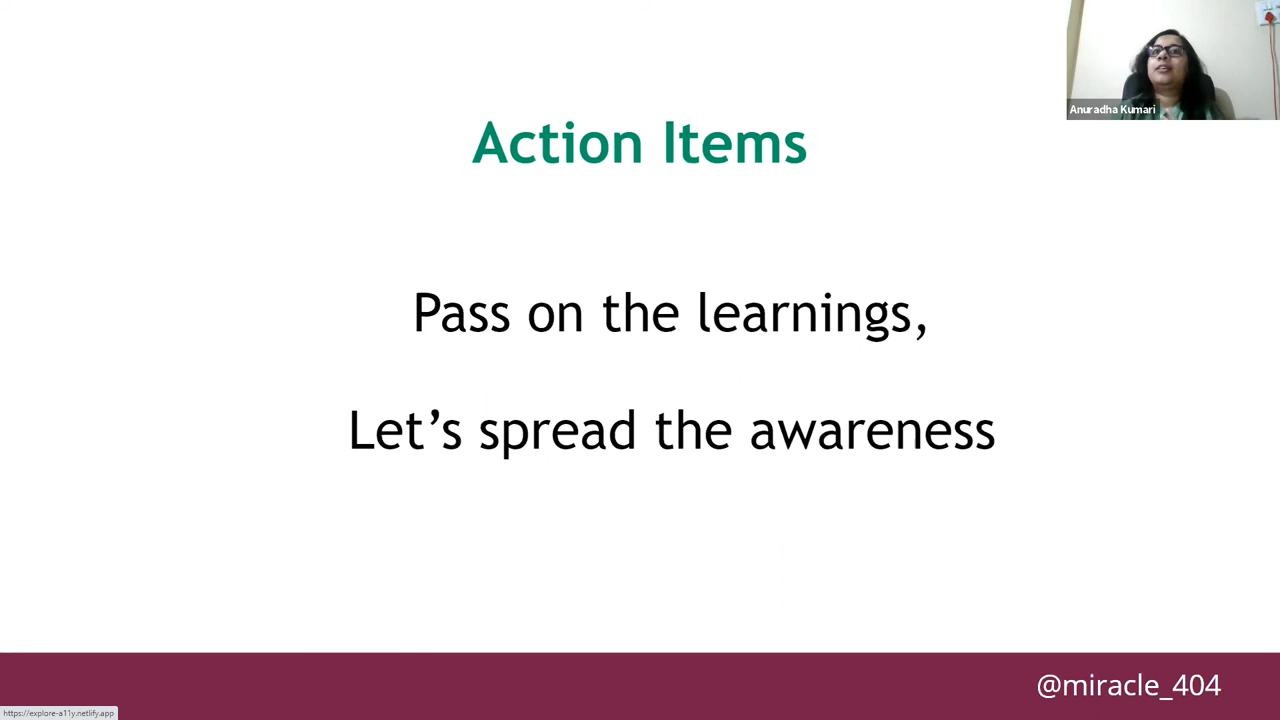 Anuradha Kumari
Action Items
Pass on the learnings,
Let’s spread the awareness
@miracle_404
https://explore-a11y.netlify.app